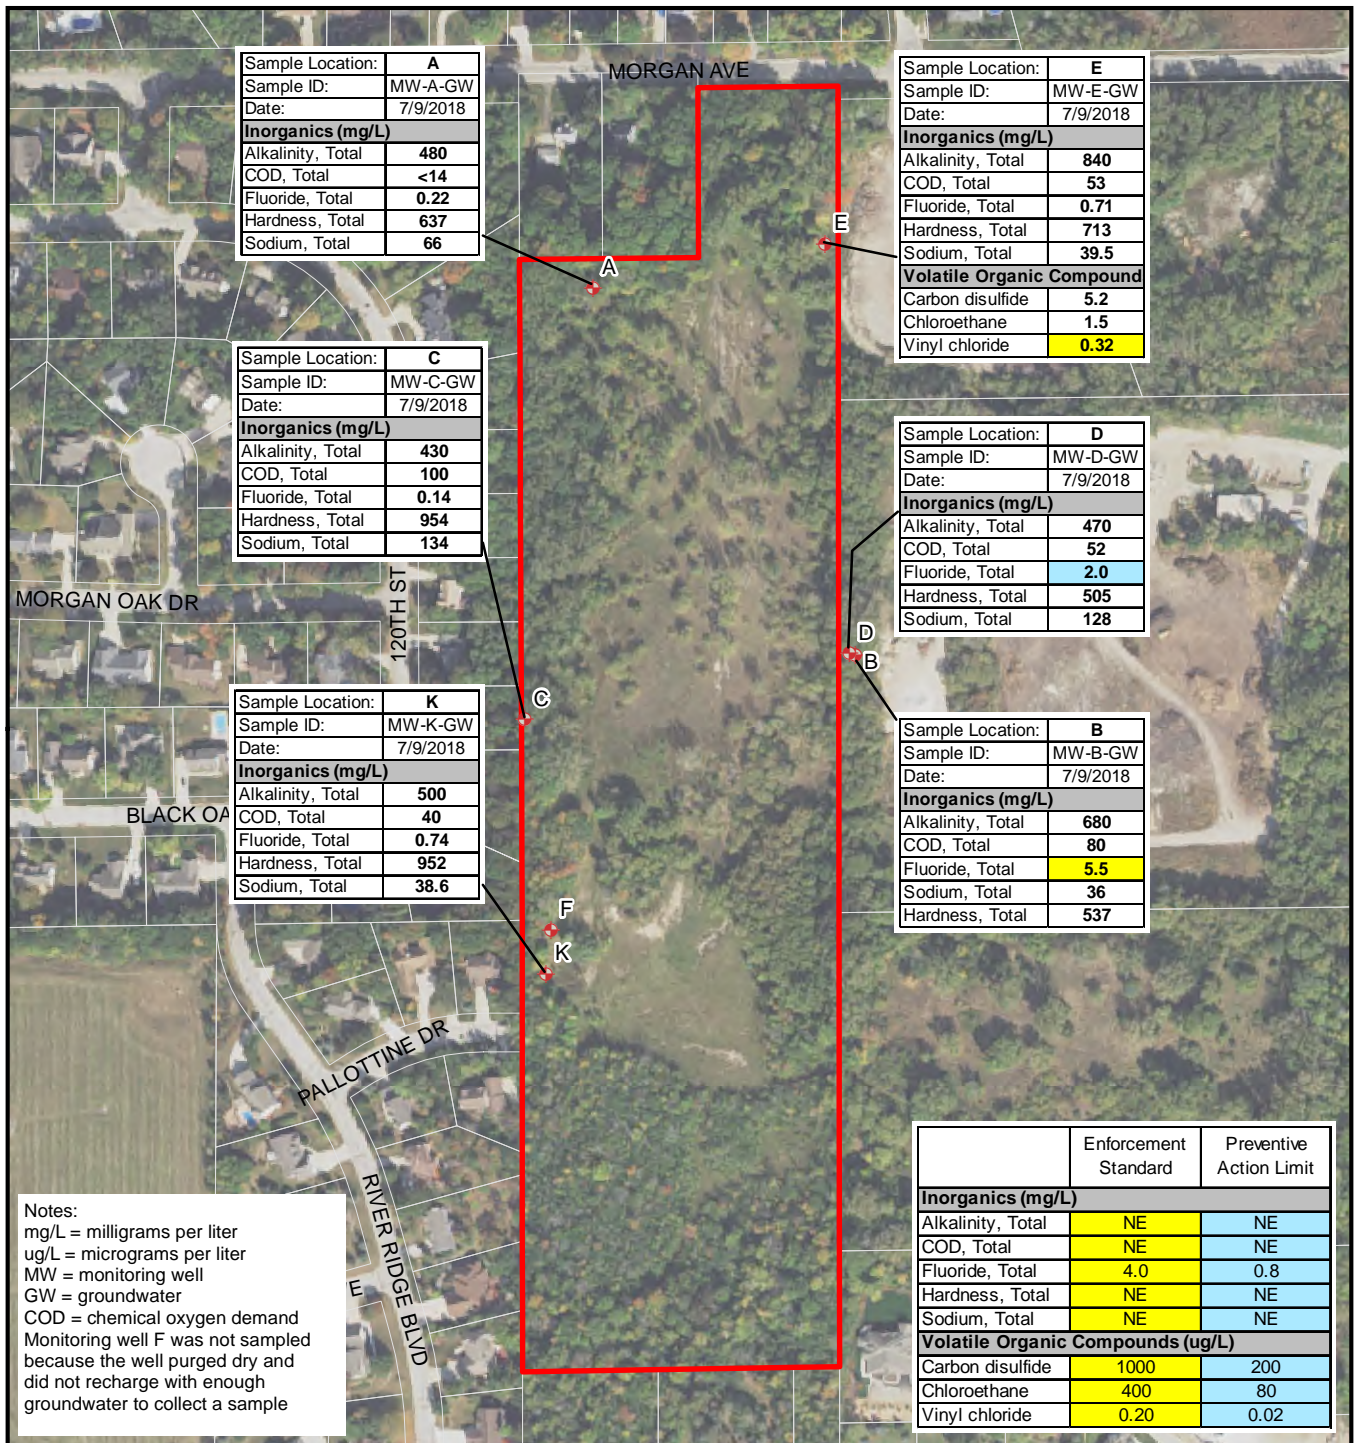 MORGAN AVE
Sample Location: A
Sample ID: MW-A-GW
Date: 7/9/2018
Inorganics (mg/L)
Alkalinity, Total 480
COD, Total <14
Fluoride, Total 0.22
Hardness, Total 637
Sodium, Total 66
Sample Location: E
Sample ID: MW-E-GW
Date: 7/9/2018
Inorganics (mg/L)
Alkalinity, Total 840
COD, Total 53
Fluoride, Total 0.71
Hardness, Total 713
Sodium, Total 39.5
Volatile Organic Compound
Carbon disulfide 5.2
Chloroethane 1.5
Vinyl chloride 0.32
E
A
Sample Location: C
Sample ID: MW-C-GW
Date: 7/9/2018
Inorganics (mg/L)
Alkalinity, Total 430
COD, Total 100
Fluoride, Total 0.14
Hardness, Total 954
Sodium, Total 134
Sample Location: D
Sample ID: MW-D-GW
Date: 7/9/2018
Inorganics (mg/L)
Alkalinity, Total 470
COD, Total 52
Fluoride, Total 2.0
Hardness, Total 505
Sodium, Total 128
MORGAN OAK DR
120TH ST
D
B
C
Sample Location: K
Sample ID: MW-K-GW
Date: 7/9/2018
Inorganics (mg/L)
Alkalinity, Total 500
COD, Total 40
Fluoride, Total 0.74
Hardness, Total 952
Sodium, Total 38.6
Sample Location: B
Sample ID: MW-B-GW
Date: 7/9/2018
Inorganics (mg/L)
Alkalinity, Total 680
COD, Total 80
Fluoride, Total 5.5
Sodium, Total 36
Hardness, Total 537
BLACK OA
F
K
PALLOTTINE DR
RIVER RIDGE BLVD
E
Notes:
mg/L = milligrams per liter
ug/L = micrograms per liter
MW = monitoring well
GW = groundwater
COD = chemical oxygen demand
Monitoring well F was not sampled
because the well purged dry and
did not recharge with enough
groundwater to collect a sample
Enforcement Preventive
Standard Action Limit
Inorganics (mg/L)
Alkalinity, Total NE NE
COD, Total NE NE
Fluoride, Total 4.0 0.8
Hardness, Total NE NE
Sodium, Total NE NE
Volatile Organic Compounds (ug/L)
Carbon disulfide 1000 200
Chloroethane 400 80
Vinyl chloride 0.20 0.02